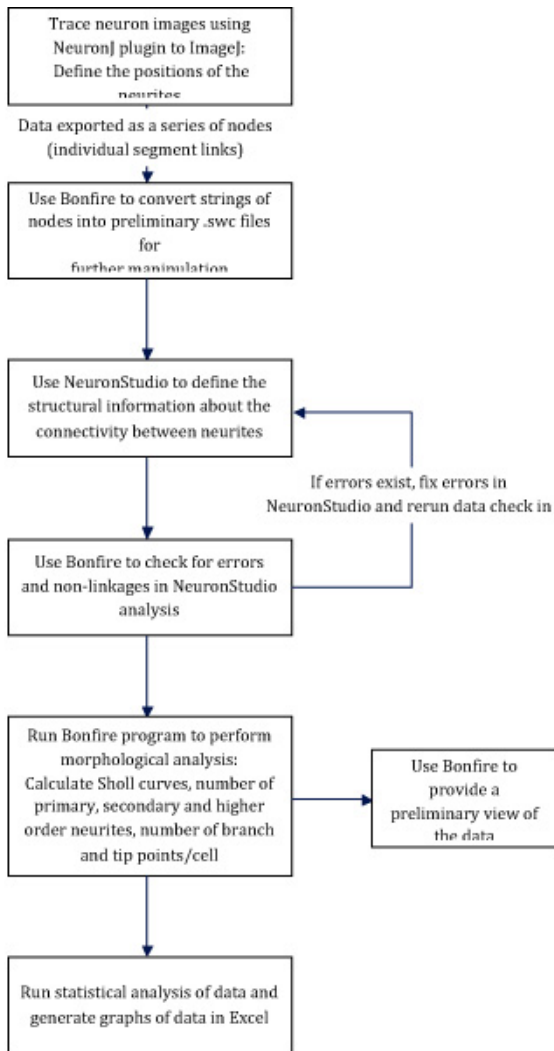 Trace neuron images using
NeuronJ plugin to ImageJ:
Define the positions of the
neurites
Data exported as a series of nodes
(individual segment links)
Use Bonfire to convert strings of
nodes into preliminary .swc files
for
further manipulation
Use NeuronStudio to define the
structural information about the
connectivity between neurites
If errors exist, fix errors in
NeuronStudio and rerun data check in
Use Bonfire to check for errors
and non-linkages in NeuronStudio
analysis
Run Bonfire program to perform
morphological analysis:
Calculate Sholl curves, number of
primary, secondary and higher
order neurites, number of branch
and tip points/cell
Use Bonfire to
provide a
preliminary view of
the data
Run statistical analysis of data and
generate graphs of data in Excel